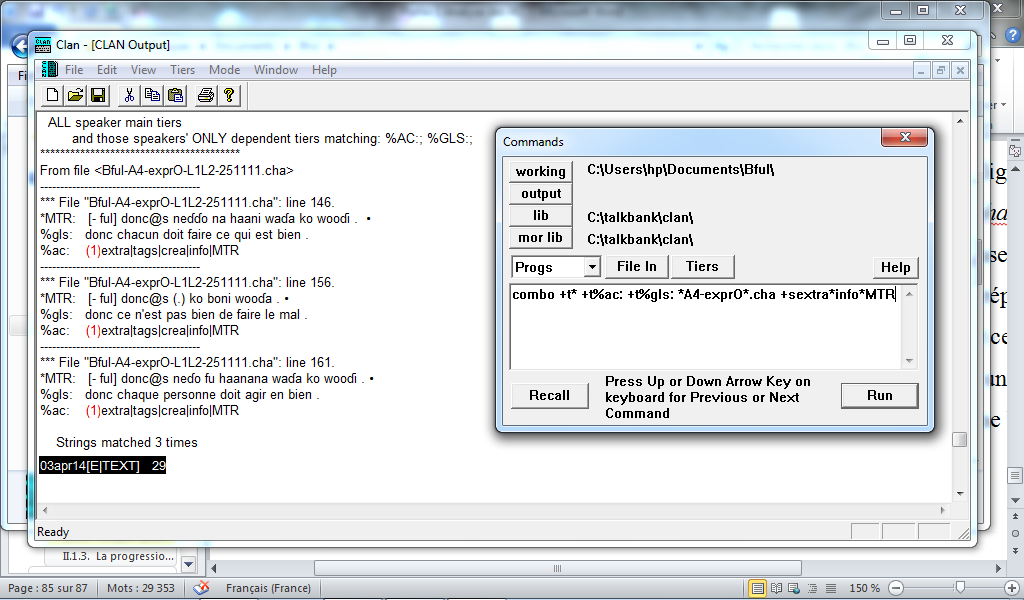 Clan - [CLAN Output]
File Edit View Tiers Mode Window Help
ALL speaker main tiers
and those speakers' ONLY dependent tiers matching: %AC:; %GLS:;
****************************************
From file <Bful-A4-exprO-L1L2-251111.cha>
----------------------------------------
*** File "Bful-A4-exprO-L1L2-251111.cha": line 146.
*MTR: [- ful] donc@s neɗɗo na haani waɗa ko wooɗi . •
%gls: donc chacun doit faire ce qui est bien .
%ac: (1)extra|tags|crea|info|MTR
----------------------------------------
*** File "Bful-A4-exprO-L1L2-251111.cha": line 156.
*MTR: [- ful] donc@s (.) ko boni wooɗa . •
%gls: donc ce n'est pas bien de faire le mal .
%ac: (1)extra|tags|crea|info|MTR
----------------------------------------
*** File "Bful-A4-exprO-L1L2-251111.cha": line 161.
*MTR: [- ful] donc@s neɗo fu haanana waɗa ko wooɗi . •
%gls: donc chaque personne doit agir en bien .
%ac: (1)extra|tags|crea|info|MTR
Strings matched 3 times
03apr14[E|TEXT] 29
Ready
Commands
working C:\Users\hp\Documents\Bful\
output
lib C:\talkbank\clan\
mor lib C:\talkbank\clan\
Progs File In Tiers Help
combo +t* +t%ac: +t%gls: *A4-exprO*.cha +sextra*info*MTR
Recall
Press Up or Down Arrow Key on
keyboard for Previous or Next
Command
Run
II.1.3. La progressio...
Page : 85 sur 87 Mots : 29 353 Français (France) 150 %